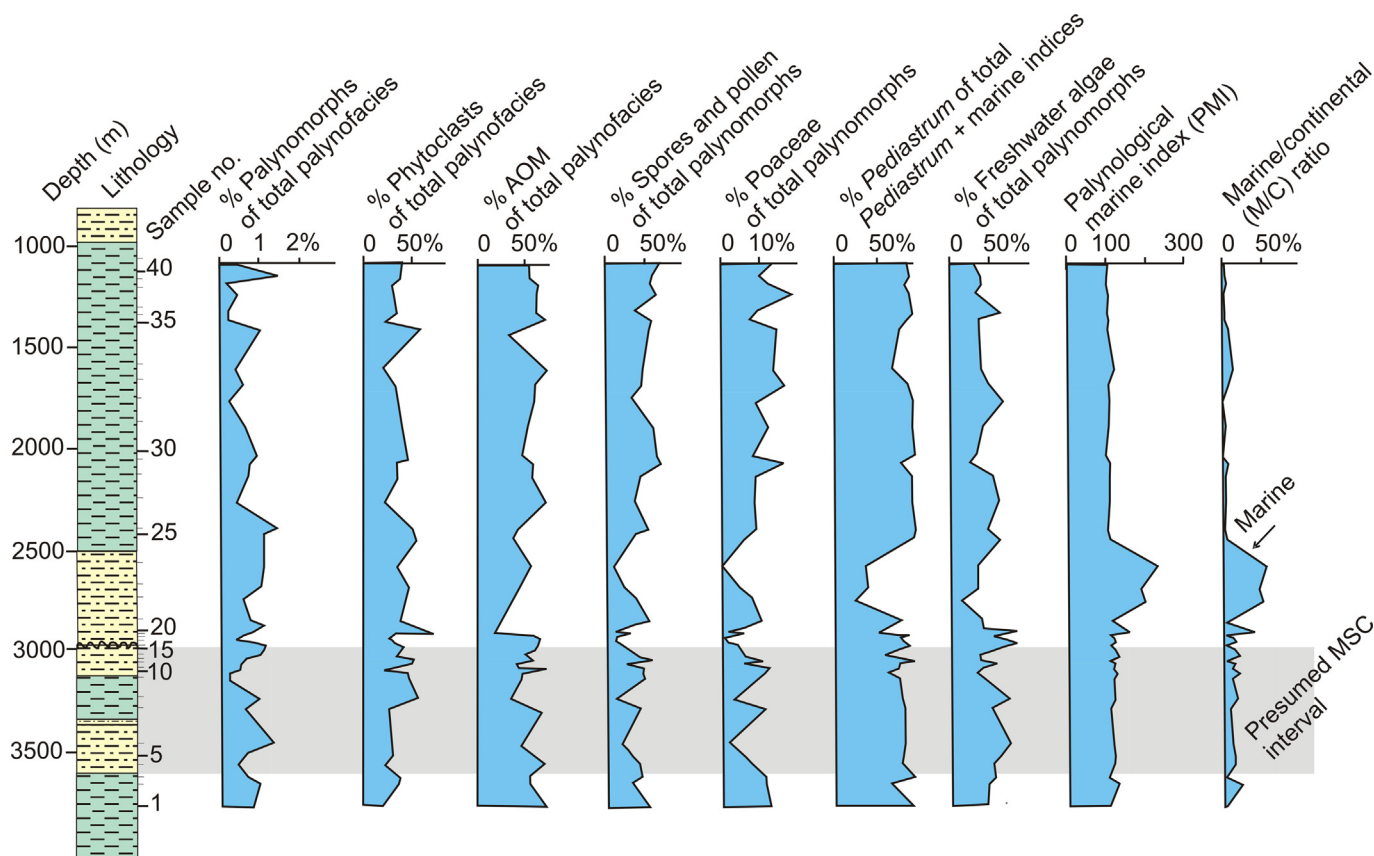 Depth (m)
Lithology
Sample no.
% Palynomorphs
of total palynofacies
% Phytoclasts
of total palynofacies
% AOM
of total palynofacies
% Spores and pollen
of total palynomorphs
% Poaceae
of total palynomorphs
% Pediastrum of total
Pediastrum + marine indices
% Freshwater algae
of total palynomorphs
Palynological
marine index (PMI)
Marine/continental
(M/C) ratio
0 1 2%
0 50%
0 50%
0 50%
0 10%
0 50%
0 50%
0 100 300
0 50%
1000
1500
2000
2500
3000
3500
40
35
30
25
20
15
10
5
1
Marine
Presumed MSC
interval